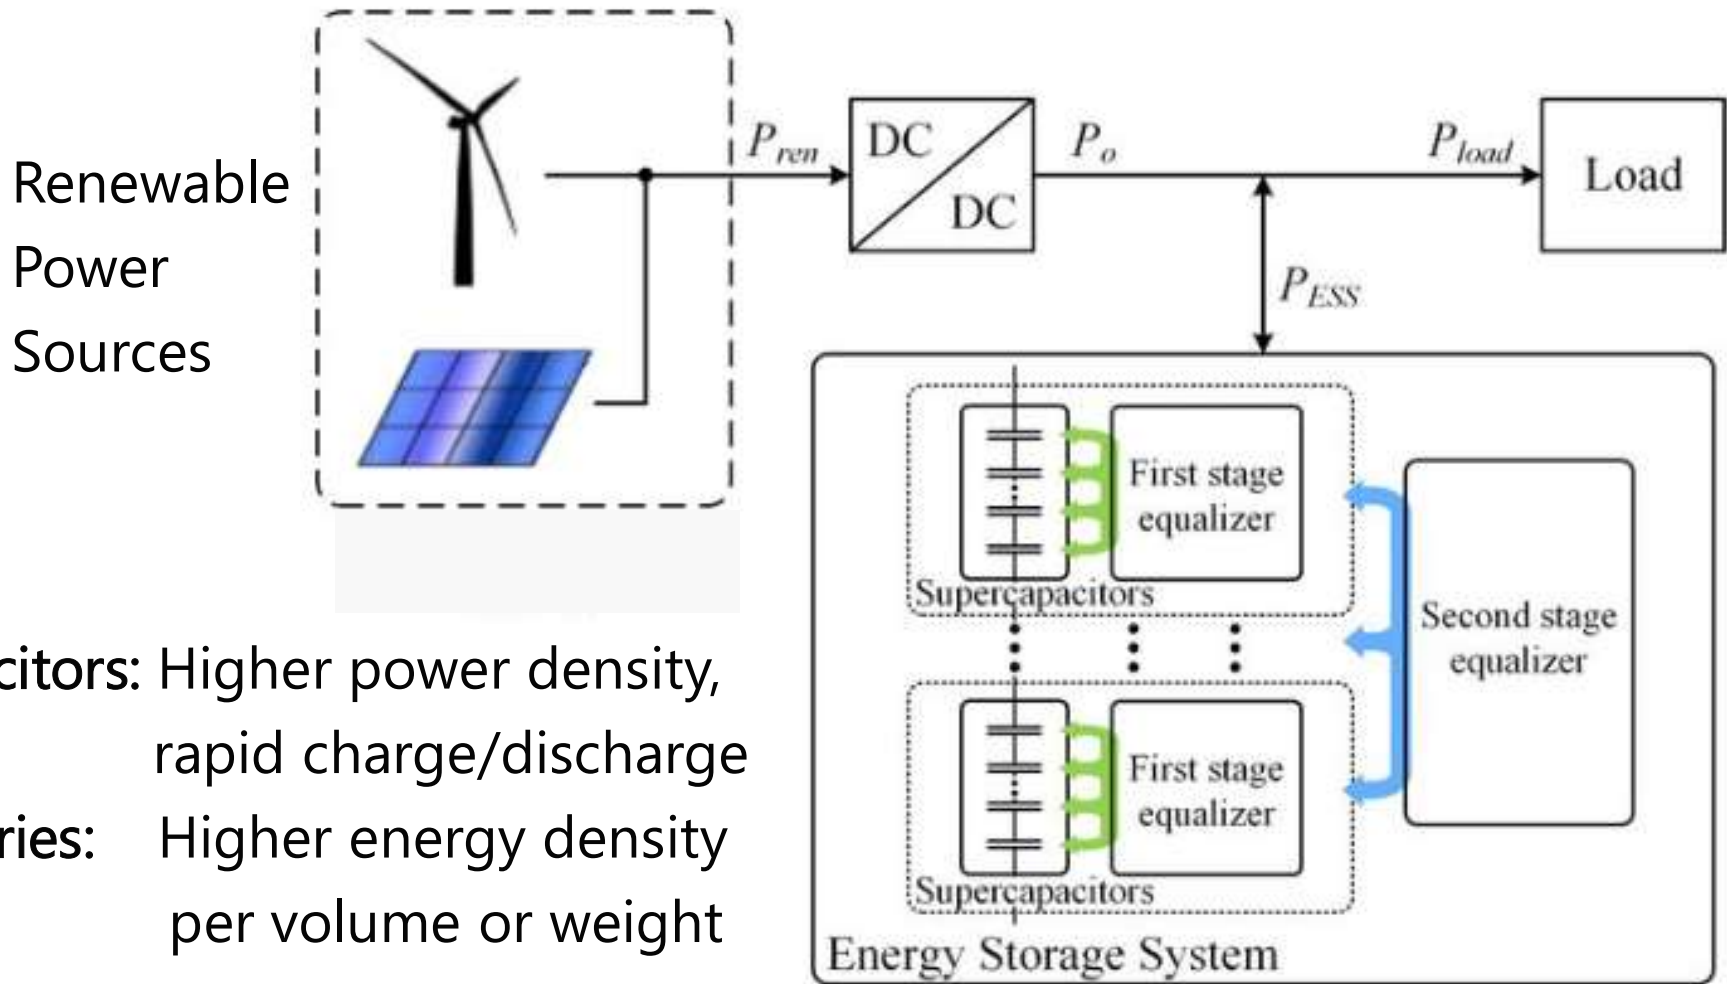 Renewable
Power
Sources
P_ren
DC
DC
P_o
P_load
Load
P_ESS
First stage
equalizer
Supercapacitors
Second stage
equalizer
First stage
equalizer
Supercapacitors
Energy Storage System
citors: Higher power density,
rapid charge/discharge
ries: Higher energy density
per volume or weight